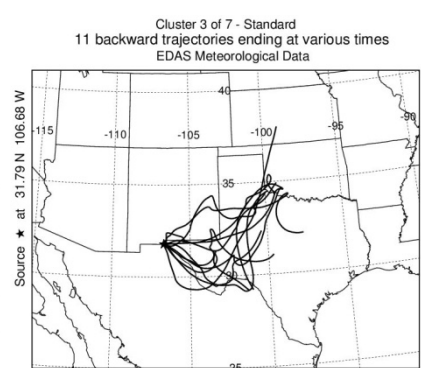 Cluster 3 of 7 - Standard
11 backward trajectories ending at various times
EDAS Meteorological Data
Source ★ at 31.79 N 106.68 W
40
-115
-110
-105
-100
-95
-90
35
30
25